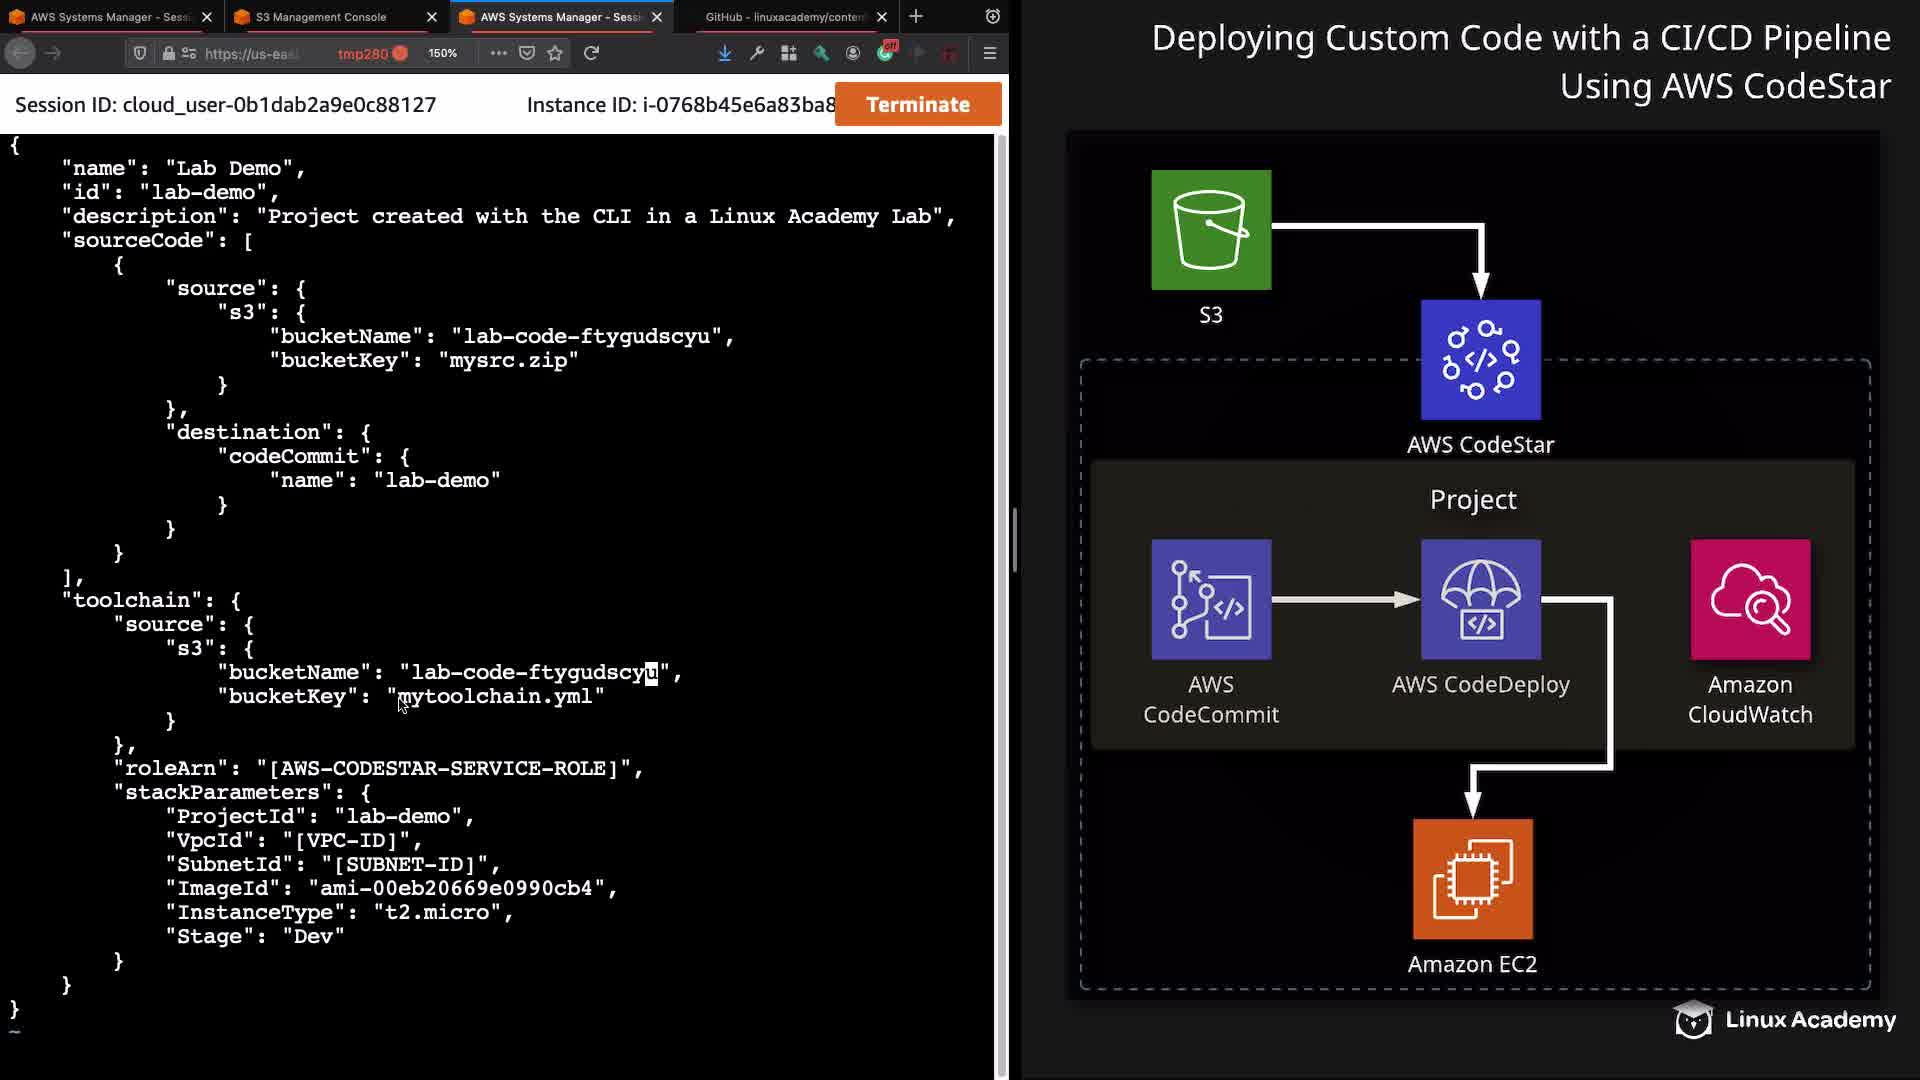 AWS Systems Manager - Sessi
S3 Management Console
AWS Systems Manager - Sessi
GitHub - linuxacademy/conten
https://us-eas
tmp280
150%
off
Session ID: cloud_user-0b1dab2a9e0c88127
Instance ID: i-0768b45e6a83ba8
Terminate
{
"name": "Lab Demo",
"id": "lab-demo",
"description": "Project created with the CLI in a Linux Academy Lab",
"sourceCode": [
{
"source": {
"s3": {
"bucketName": "lab-code-ftygudscyu",
"bucketKey": "mysrc.zip"
}
},
"destination": {
"codeCommit": {
"name": "lab-demo"
}
}
}
],
"toolchain": {
"source": {
"s3": {
"bucketName": "lab-code-ftygudscyu",
"bucketKey": "mytoolchain.yml"
}
},
"roleArn": "[AWS-CODESTAR-SERVICE-ROLE]",
"stackParameters": {
"ProjectId": "lab-demo",
"VpcId": "[VPC-ID]",
"SubnetId": "[SUBNET-ID]",
"ImageId": "ami-00eb20669e0990cb4",
"InstanceType": "t2.micro",
"Stage": "Dev"
}
}
}
~
Deploying Custom Code with a CI/CD Pipeline
Using AWS CodeStar
S3
AWS CodeStar
Project
AWS
CodeCommit
AWS CodeDeploy
Amazon
CloudWatch
Amazon EC2
Linux Academy